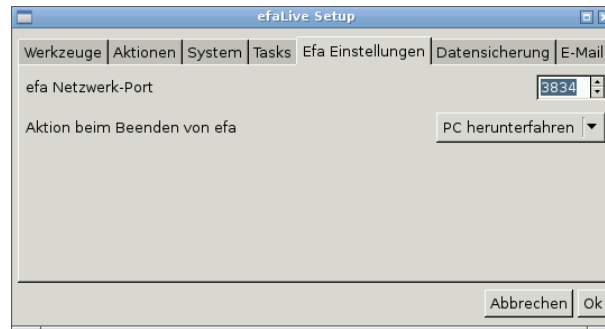 efaLive Setup
Werkzeuge Aktionen System Tasks Efa Einstellungen Datensicherung E-Mail
efa Netzwerk-Port 3834
Aktion beim Beenden von efa PC herunterfahren
Abbrechen Ok